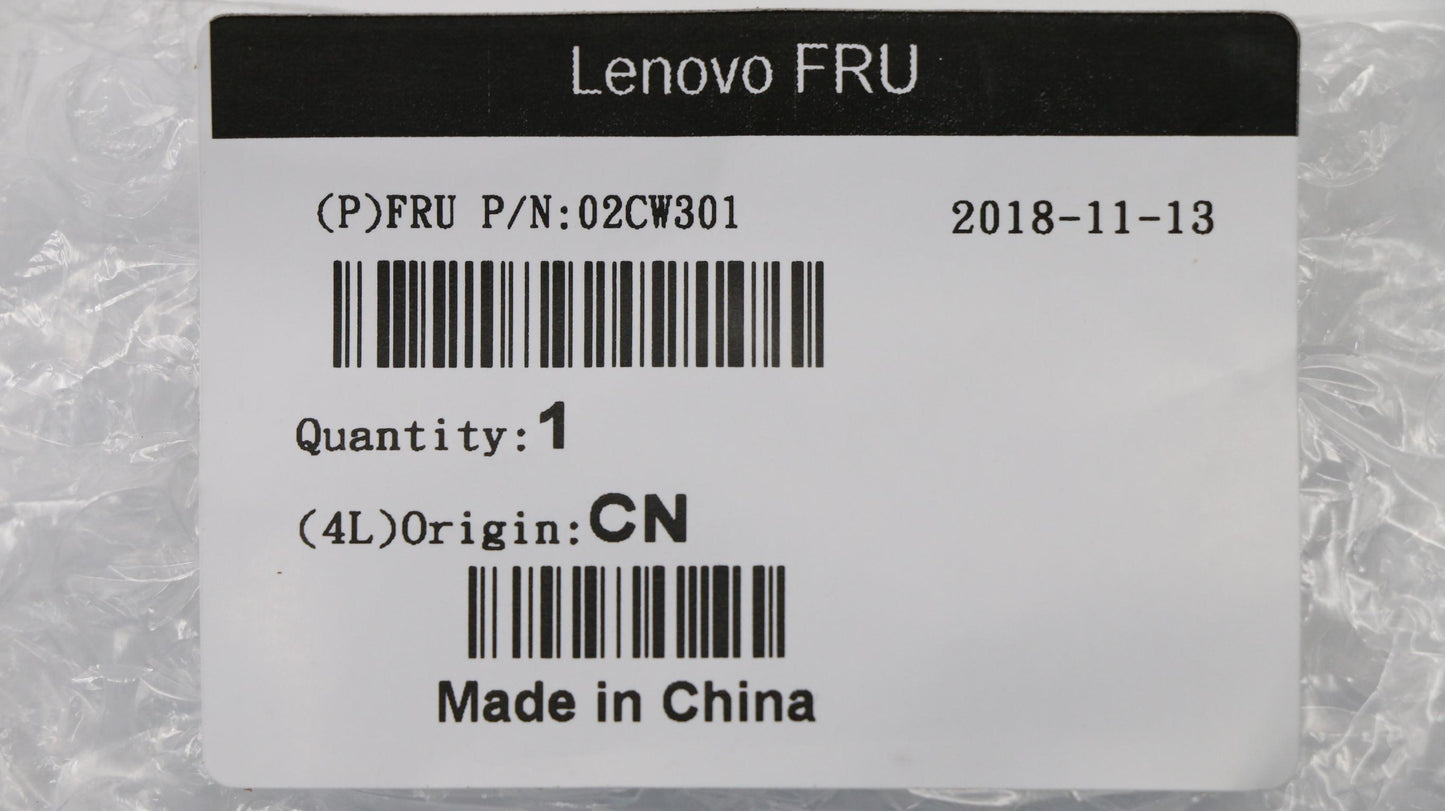 Lenovo FRU
(P)FRU P/N:02CW301 2018-11-13
Quantity:1
(4L)Origin:CN
Made in China